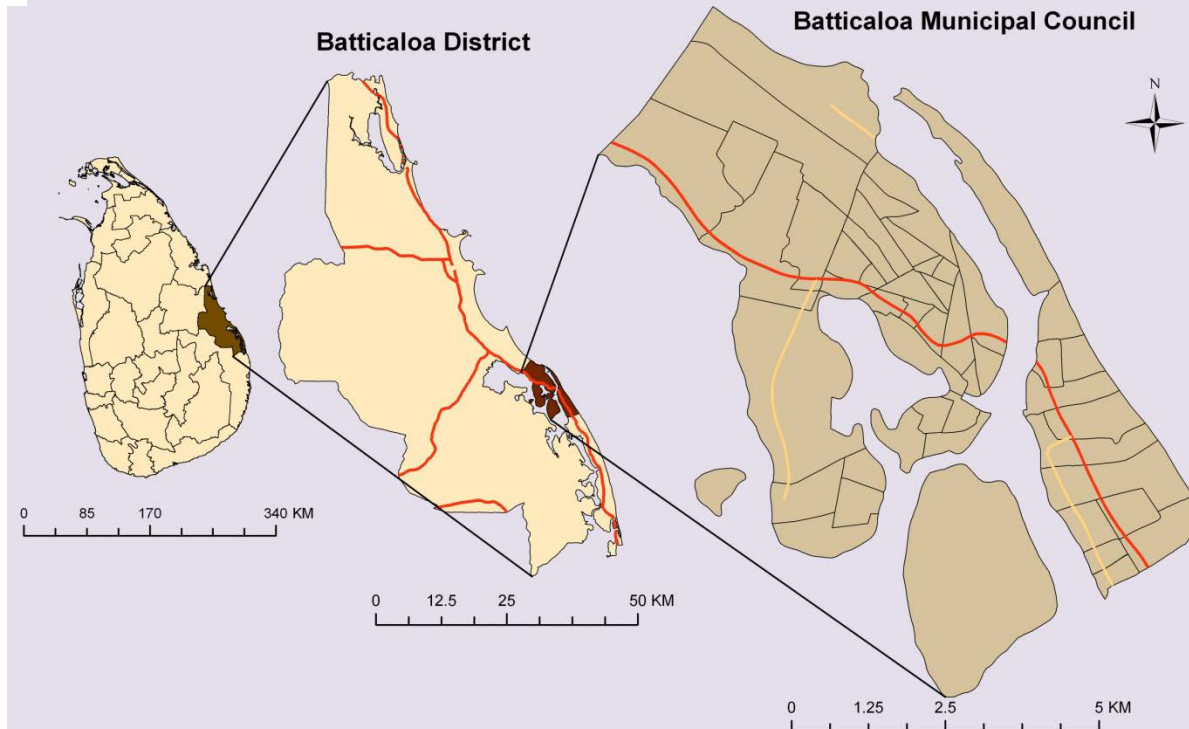 Batticaloa District
Batticaloa Municipal Council
N
0 85 170 340 KM
0 12.5 25 50 KM
0 1.25 2.5 5 KM